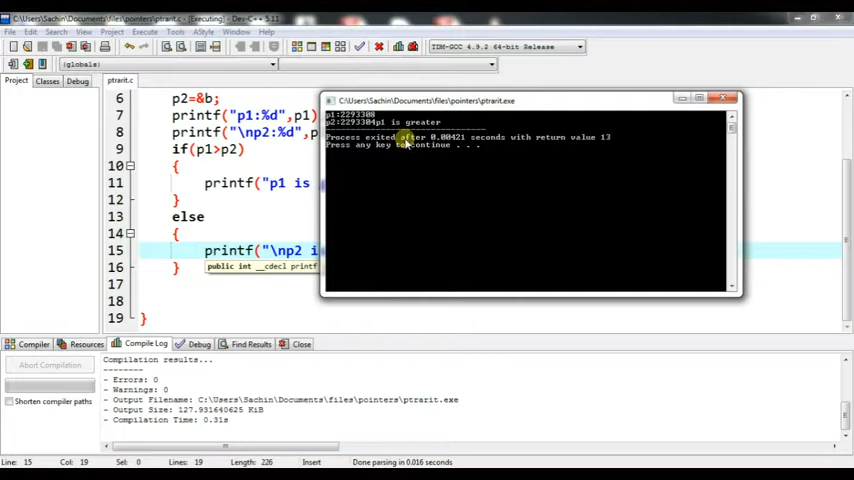 C:\Users\Sachin\Documents\files\pointers\ptrarit.c - [Executing] - Dev-C++ 5.11
File Edit Search View Project Execute Tools AStyle Window Help
TDM-GCC 4.9.2 64-bit Release
(globals)
Project Classes Debug
ptrarit.c
6 p2=&b;
7 printf("p1:%d",p
8 printf("\np2:%d",p
9 if(p1>p2)
10 {
11 printf("p1 is
12 }
13 else
14 {
15 printf("\np2 i
16 }
public int __cdecl printf
17
18
19 }
C:\Users\Sachin\Documents\files\pointers\ptrarit.exe
p1:2293308
p2:2293304p1 is greater
--------------------------------
Process exited after 0.00421 seconds with return value 13
Press any key to continue . . .
Compiler Resources Compile Log Debug Find Results Close
Abort Compilation
Shorten compiler paths
Compilation results...
--------
- Errors: 0
- Warnings: 0
- Output Filename: C:\Users\Sachin\Documents\files\pointers\ptrarit.exe
- Output Size: 127.931640625 KiB
- Compilation Time: 0.31s
Line: 15 Col: 19 Sel: 0 Lines: 19 Length: 226 Insert Done parsing in 0.016 seconds